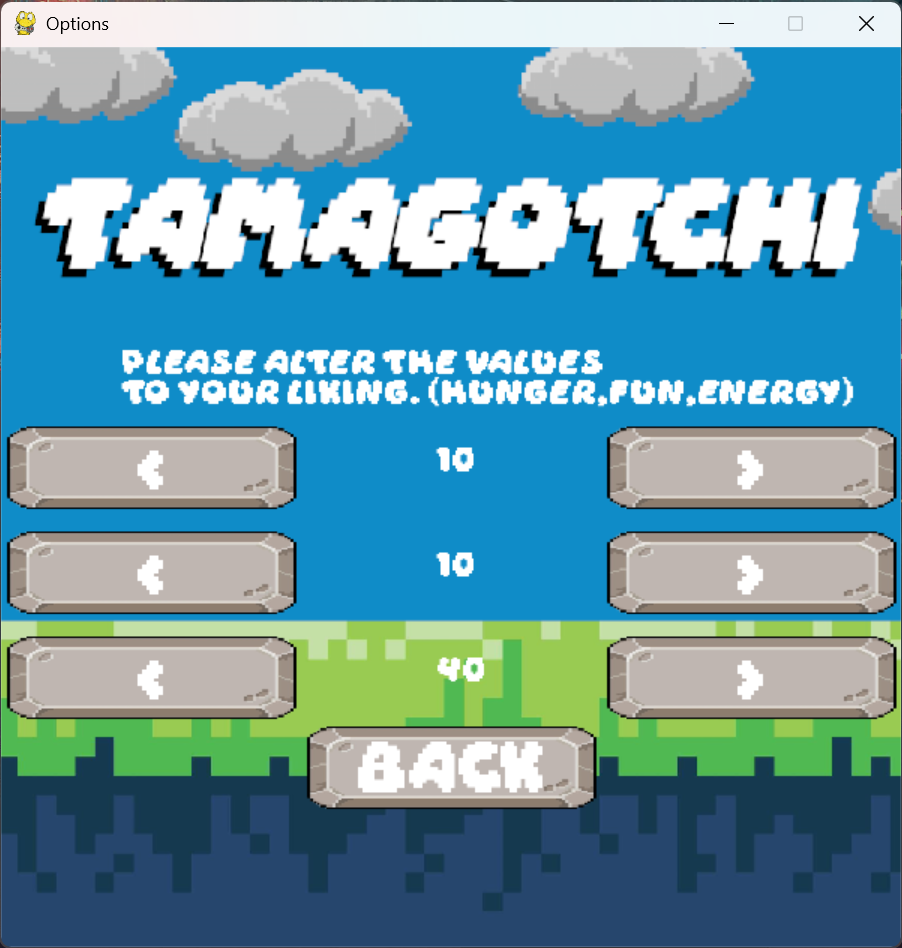 Options
TAMAGOTCHI
PLEASE ALTER THE VALUES
TO YOUR LIKING. (HUNGER,FUN,ENERGY)
< 10 >
< 10 >
< 40 >
BACK